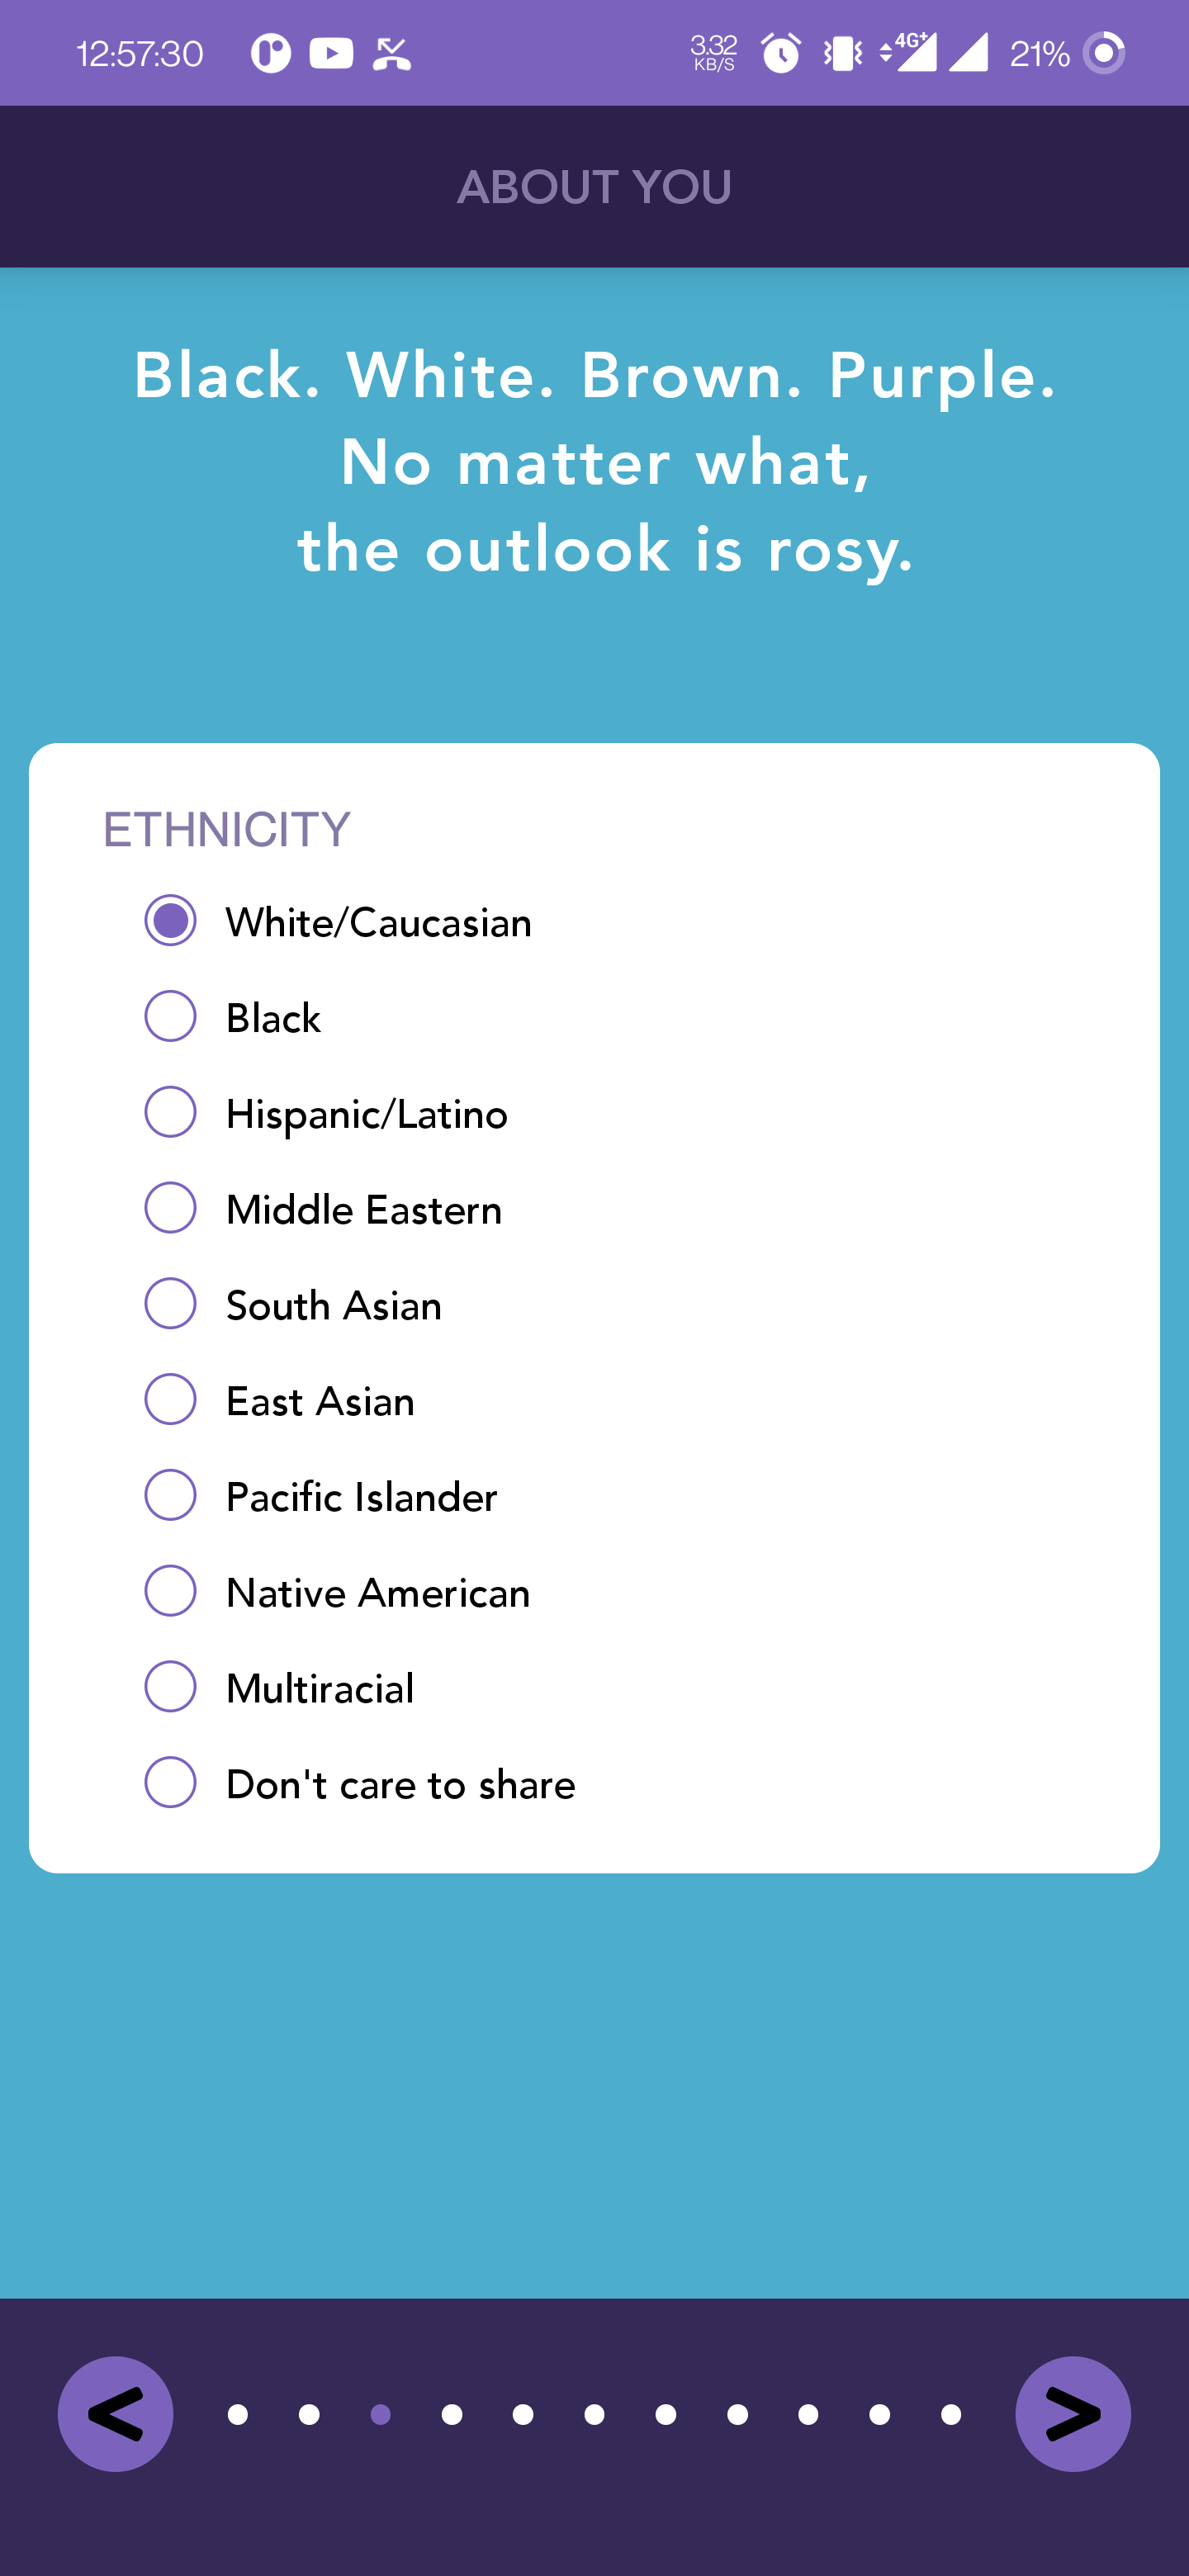 12:57:30 3.32 KB/S 4G+ 21%
ABOUT YOU
Black. White. Brown. Purple.
No matter what,
the outlook is rosy.
ETHNICITY
White/Caucasian
Black
Hispanic/Latino
Middle Eastern
South Asian
East Asian
Pacific Islander
Native American
Multiracial
Don't care to share
< >